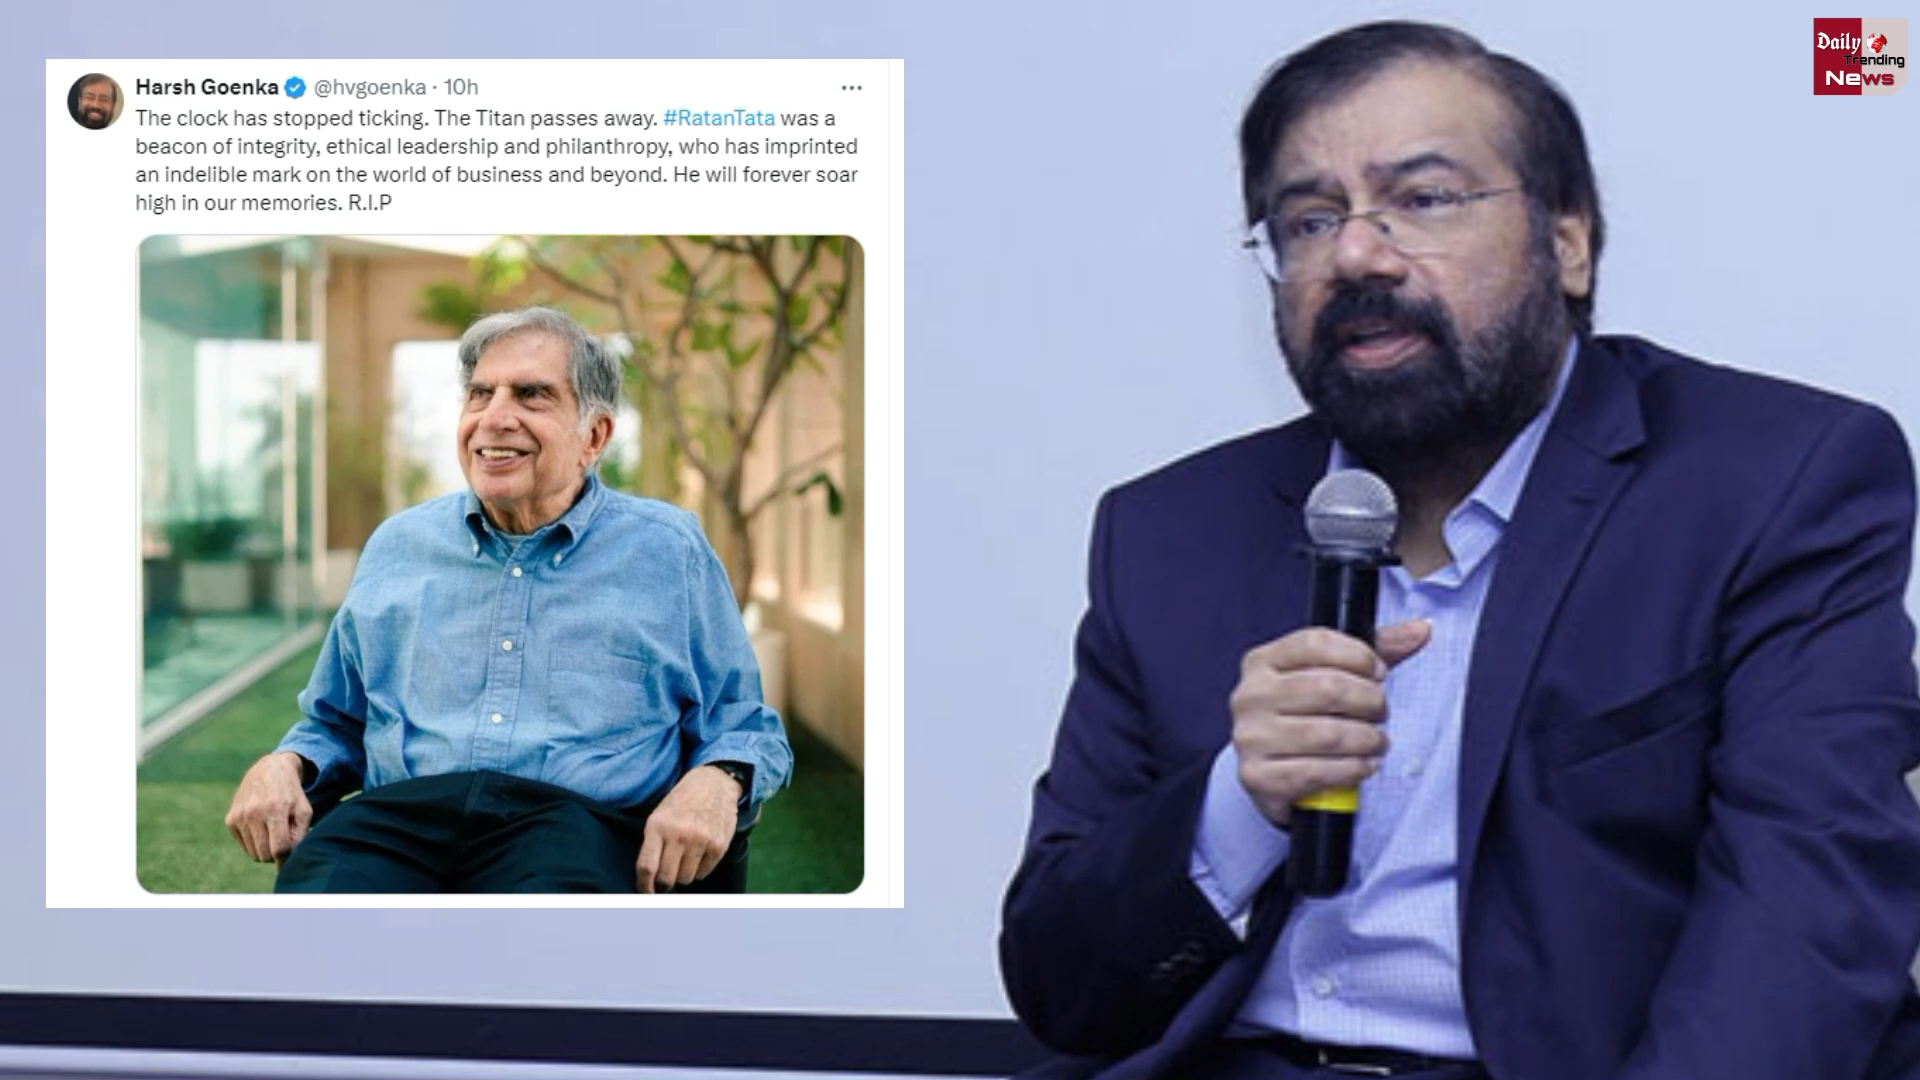 Harsh Goenka @hvgoenka · 10h
The clock has stopped ticking. The Titan passes away. #RatanTata was a
beacon of integrity, ethical leadership and philanthropy, who has imprinted
an indelible mark on the world of business and beyond. He will forever soar
high in our memories. R.I.P
Daily
Trending
News